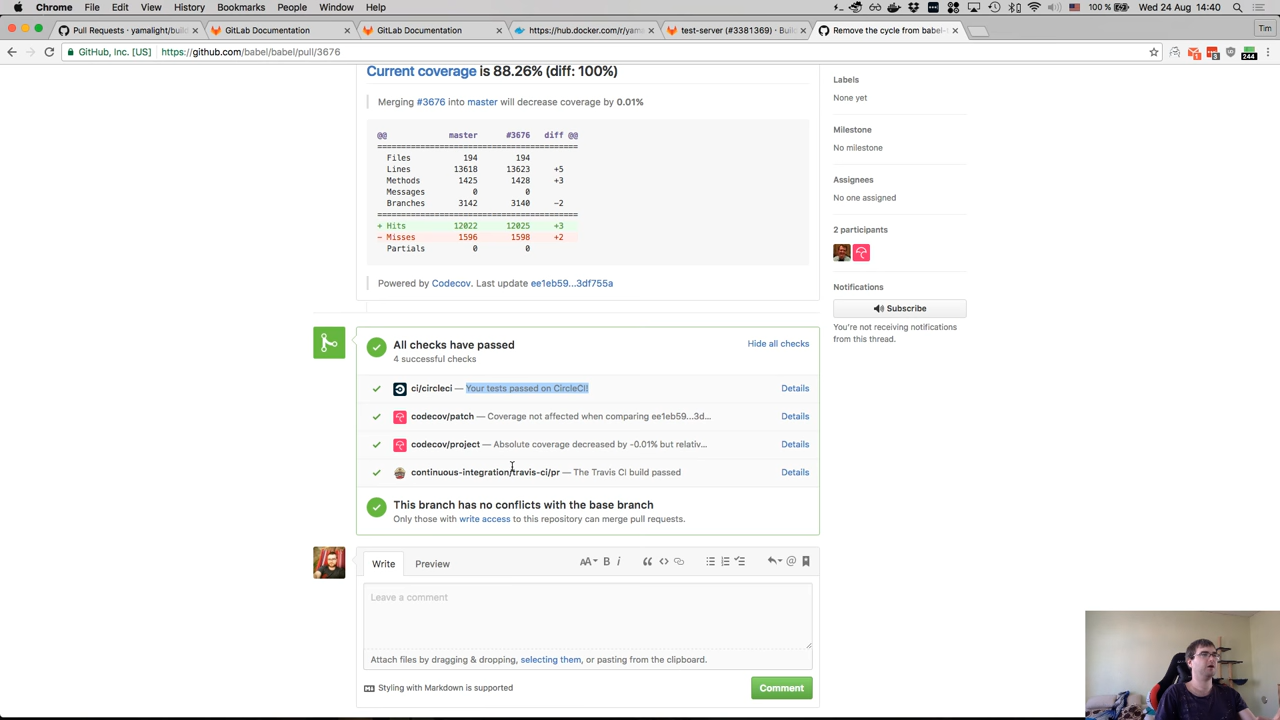 Chrome File Edit View History Bookmarks People Window Help
100 % Wed 24 Aug 14:40
Pull Requests · yamalight/buil
GitLab Documentation
GitLab Documentation
https://hub.docker.com/r/yam
test-server (#3381369) · Buil
Remove the cycle from babel-
Tim
GitHub, Inc. [US] https://github.com/babel/babel/pull/3676
Current coverage is 88.26% (diff: 100%)
Merging #3676 into master will decrease coverage by 0.01%
@@ master #3676 diff @@
==========================================
Files 194 194
Lines 13618 13623 +5
Methods 1425 1428 +3
Messages 0 0
Branches 3142 3140 −2
==========================================
+ Hits 12022 12025 +3
− Misses 1596 1598 +2
Partials 0 0
Powered by Codecov. Last update ee1eb59...3df755a
All checks have passed
Hide all checks
4 successful checks
ci/circleci — Your tests passed on CircleCI! Details
codecov/patch — Coverage not affected when comparing ee1eb59...3d… Details
codecov/project — Absolute coverage decreased by -0.01% but relativ… Details
continuous-integration/travis-ci/pr — The Travis CI build passed Details
This branch has no conflicts with the base branch
Only those with write access to this repository can merge pull requests.
Write Preview
Leave a comment
Attach files by dragging & dropping, selecting them, or pasting from the clipboard.
Styling with Markdown is supported
Comment
Labels
None yet
Milestone
No milestone
Assignees
No one assigned
2 participants
Notifications
Subscribe
You're not receiving notifications
from this thread.